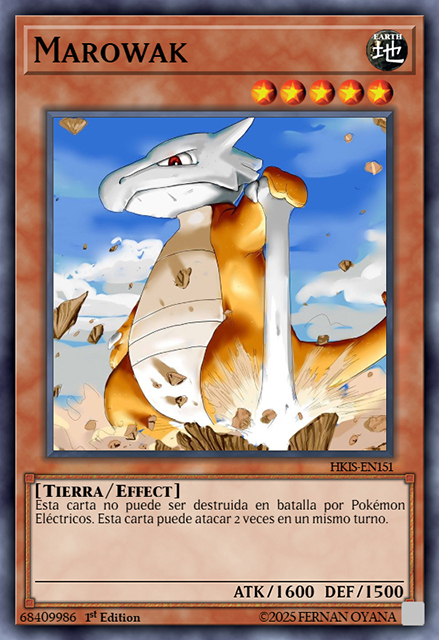 Marowak
EARTH
地
HKIS-EN151
[Tierra/Effect]
Esta carta no puede ser destruida en batalla por Pokémon
Eléctricos. Esta carta puede atacar 2 veces en un mismo turno.
ATK/1600 DEF/1500
68409986 1st Edition ©2025 FERNAN OYANA